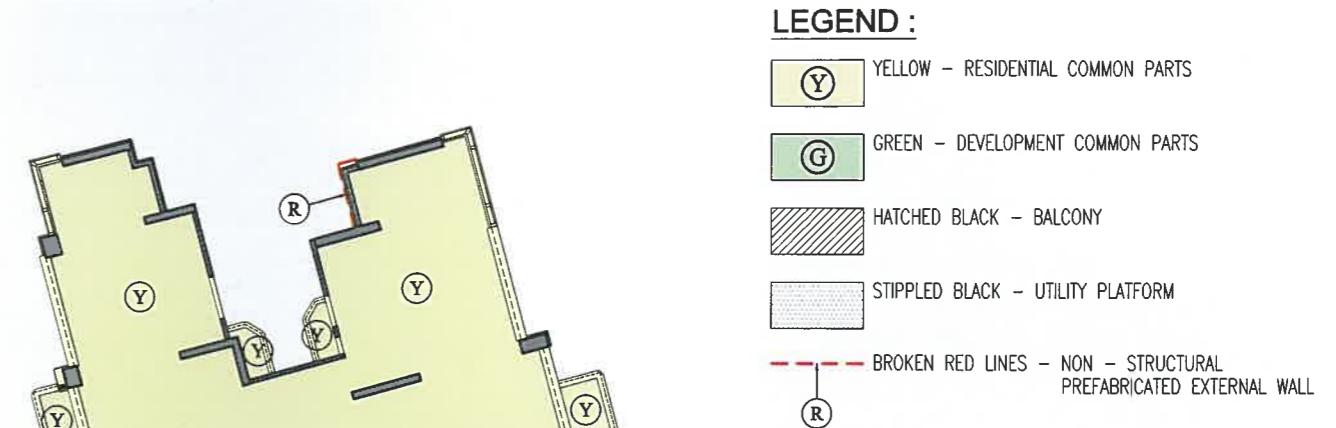 LEGEND :
Y YELLOW – RESIDENTIAL COMMON PARTS
G GREEN – DEVELOPMENT COMMON PARTS
HATCHED BLACK – BALCONY
STIPPLED BLACK – UTILITY PLATFORM
BROKEN RED LINES – NON – STRUCTURAL
PREFABRICATED EXTERNAL WALL
R
R
Y
Y
Y
Y
Y
Y